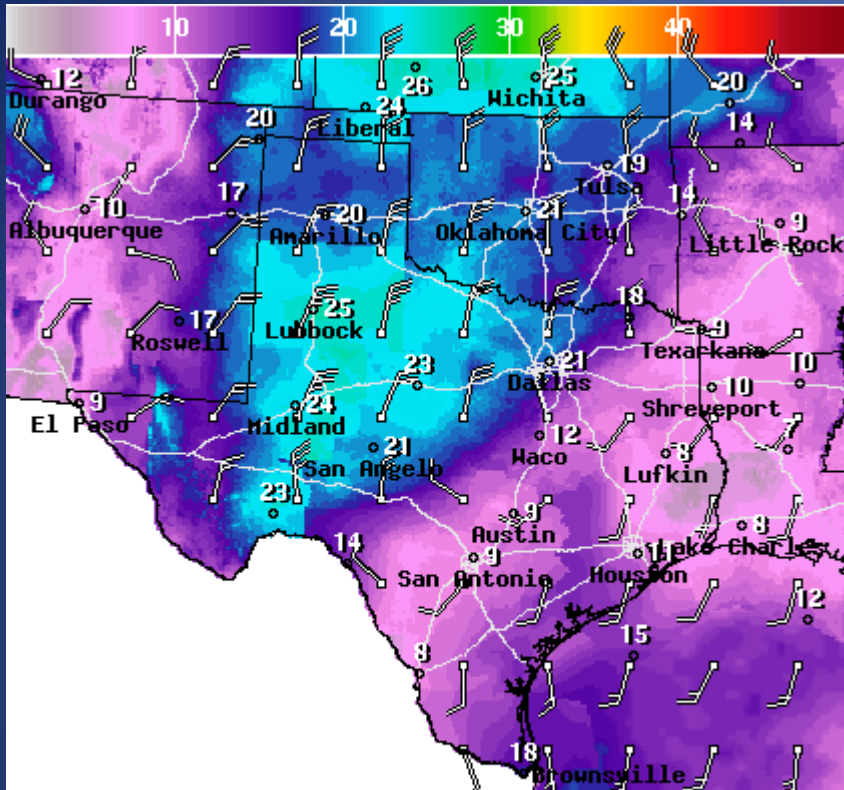 10 20 30 40
12
Durango
26
25
Wichita
24
Liberal
20
20
14
19
Tulsa
10
Albuquerque
17
20
Amarillo
21
Oklahoma City
14
9
Little Rock
17
Roswell
25
Lubbock
18
9
Texarkana
23
21
Dallas
10
10
Shreveport
9
El Paso
24
Midland
21
San Angelo
12
Waco
8
Lufkin
7
23
9
Austin
14
9
San Antonio
11
Houston
8
Lake Charles
12
8
15
18
Brownsville